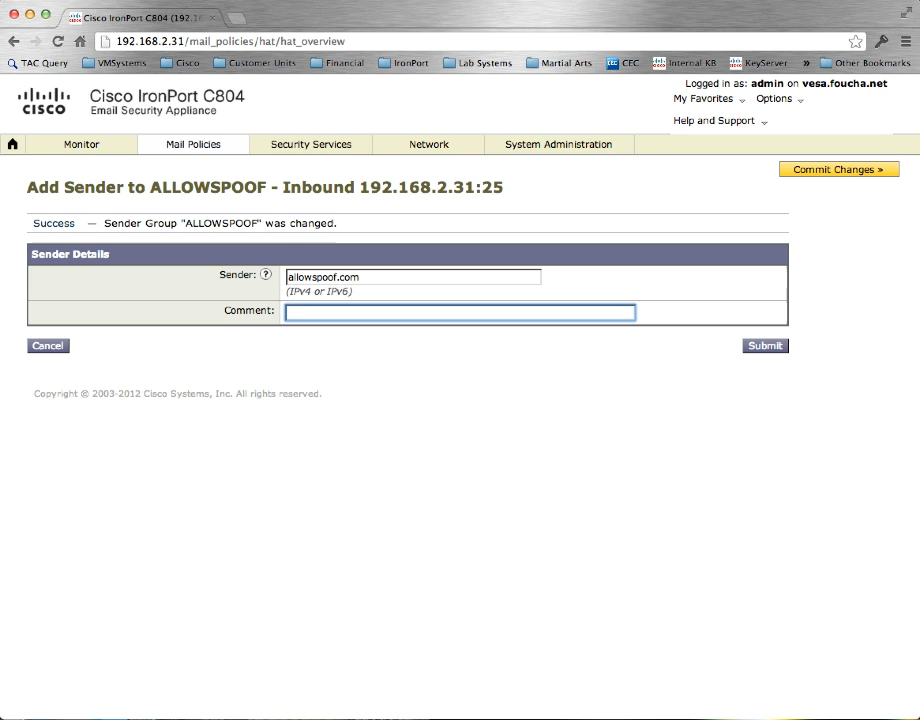 Cisco IronPort C804 (192.16
192.168.2.31/mail_policies/hat/hat_overview
TAC Query VMSystems Cisco Customer Units Financial IronPort Lab Systems Martial Arts CEC Internal KB KeyServer » Other Bookmarks
Logged in as: admin on vesa.foucha.net
My Favorites Options
Help and Support
CISCO
Cisco IronPort C804
Email Security Appliance
Monitor Mail Policies Security Services Network System Administration
Commit Changes »
Add Sender to ALLOWSPOOF - Inbound 192.168.2.31:25
Success — Sender Group "ALLOWSPOOF" was changed.
Sender Details
Sender: ? allowspoof.com
(IPv4 or IPv6)
Comment:
Cancel Submit
Copyright © 2003-2012 Cisco Systems, Inc. All rights reserved.